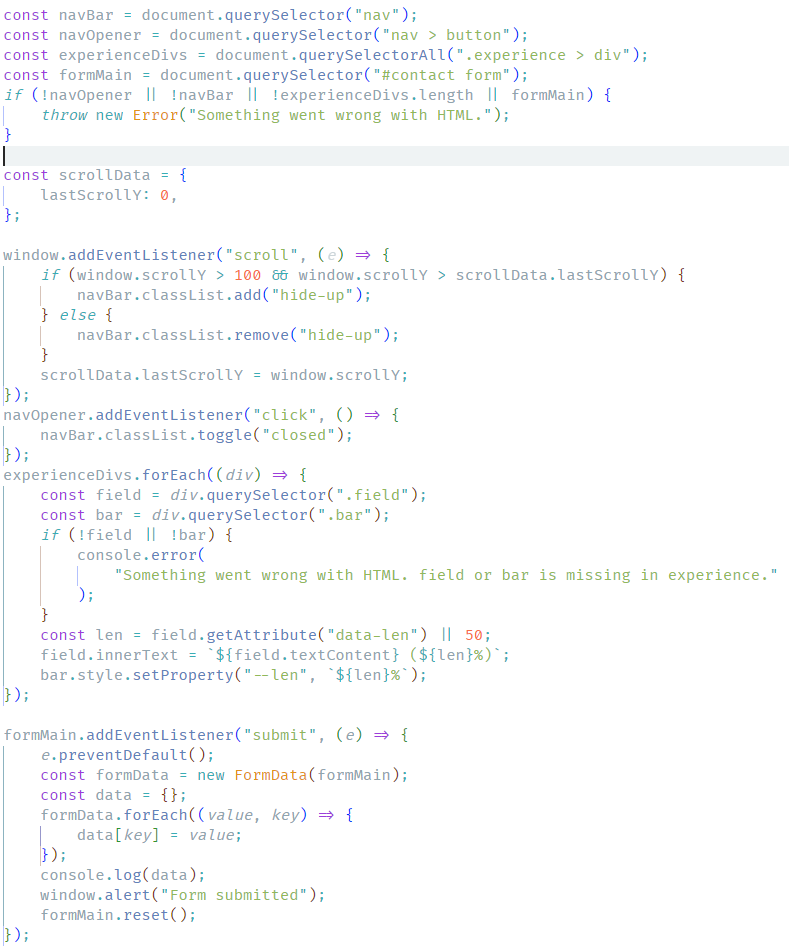 const navBar = document.querySelector("nav");
const navOpener = document.querySelector("nav > button");
const experienceDivs = document.querySelectorAll(".experience > div");
const formMain = document.querySelector("#contact form");
if (!navOpener || !navBar || !experienceDivs.length || formMain) {
    throw new Error("Something went wrong with HTML.");
}
const scrollData = {
    lastScrollY: 0,
};
window.addEventListener("scroll", (e) => {
    if (window.scrollY > 100 && window.scrollY > scrollData.lastScrollY) {
        navBar.classList.add("hide-up");
    } else {
        navBar.classList.remove("hide-up");
    }
    scrollData.lastScrollY = window.scrollY;
});
navOpener.addEventListener("click", () => {
    navBar.classList.toggle("closed");
});
experienceDivs.forEach((div) => {
    const field = div.querySelector(".field");
    const bar = div.querySelector(".bar");
    if (!field || !bar) {
        console.error(
            "Something went wrong with HTML. field or bar is missing in experience."
        );
    }
    const len = field.getAttribute("data-len") || 50;
    field.innerText = `${field.textContent} (${len}%)`;
    bar.style.setProperty("--len", `${len}%`);
});
formMain.addEventListener("submit", (e) => {
    e.preventDefault();
    const formData = new FormData(formMain);
    const data = {};
    formData.forEach((value, key) => {
        data[key] = value;
    });
    console.log(data);
    window.alert("Form submitted");
    formMain.reset();
});